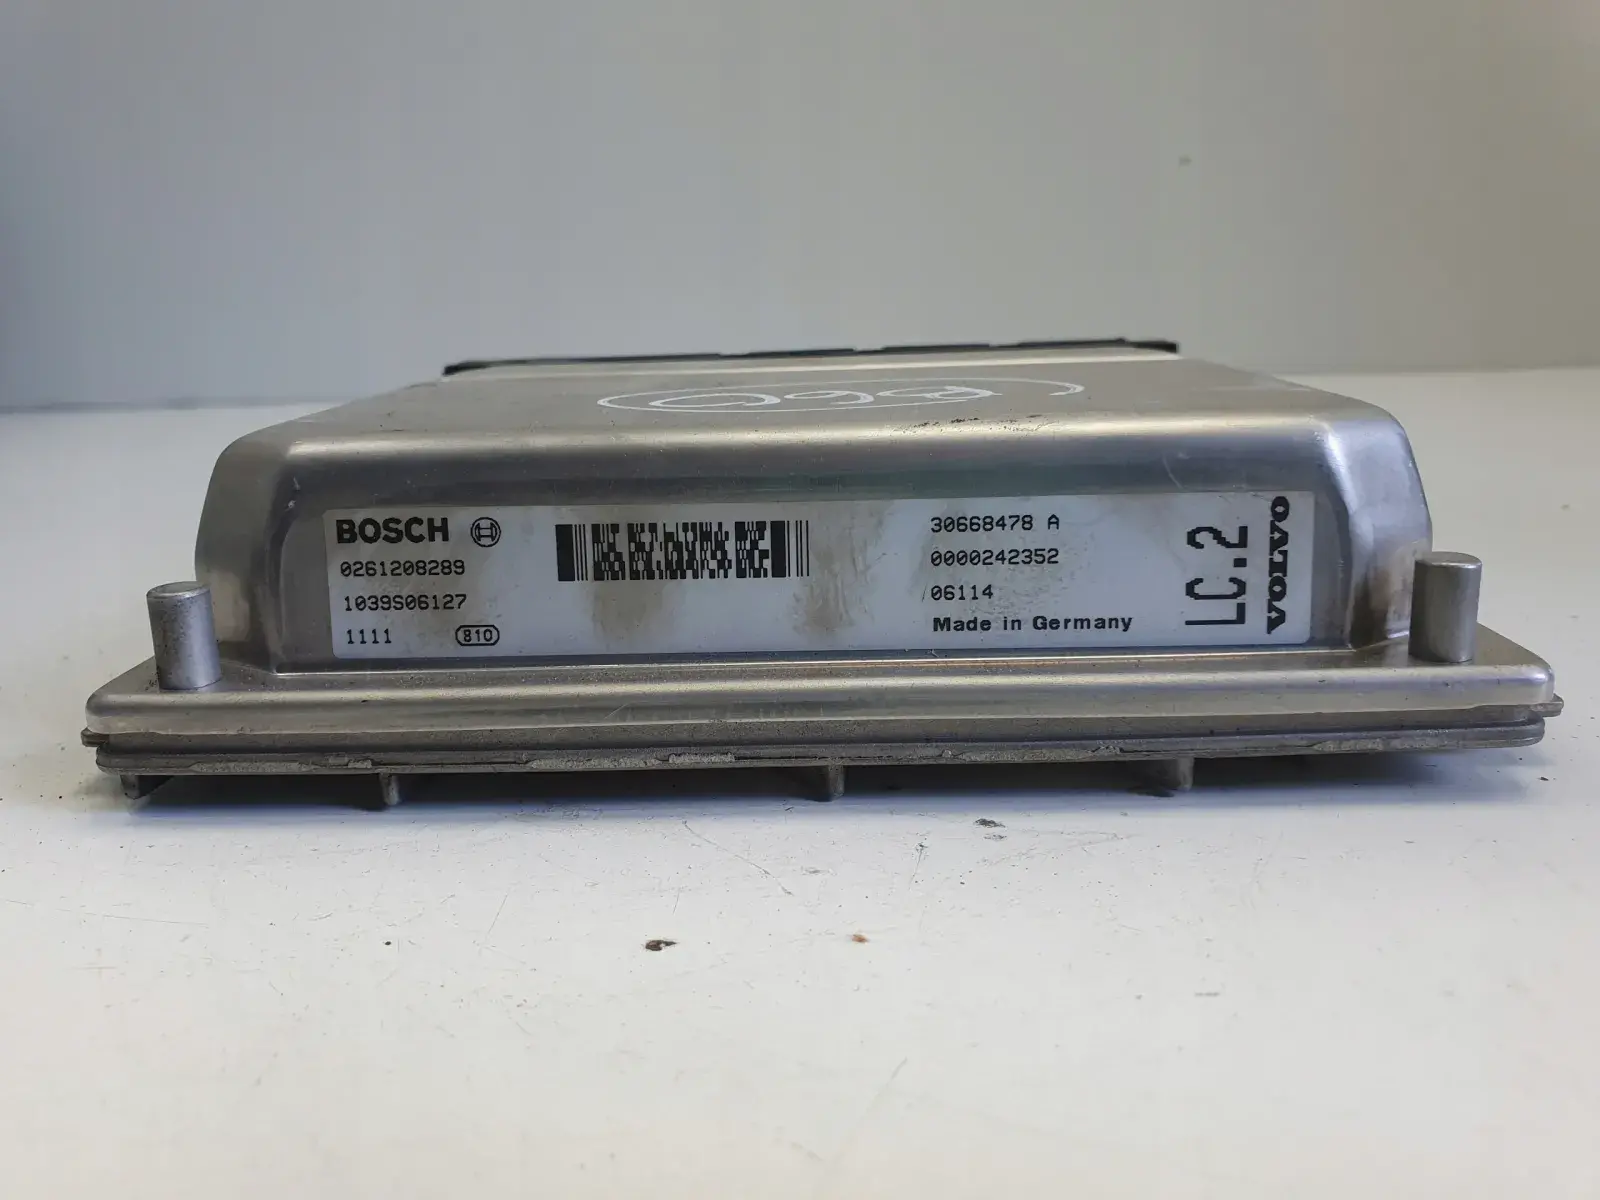 BOSCH
0261208289
1039S06127
1111 810
30668478 A
0000242352
06114
Made in Germany
LC.2
VOLVO